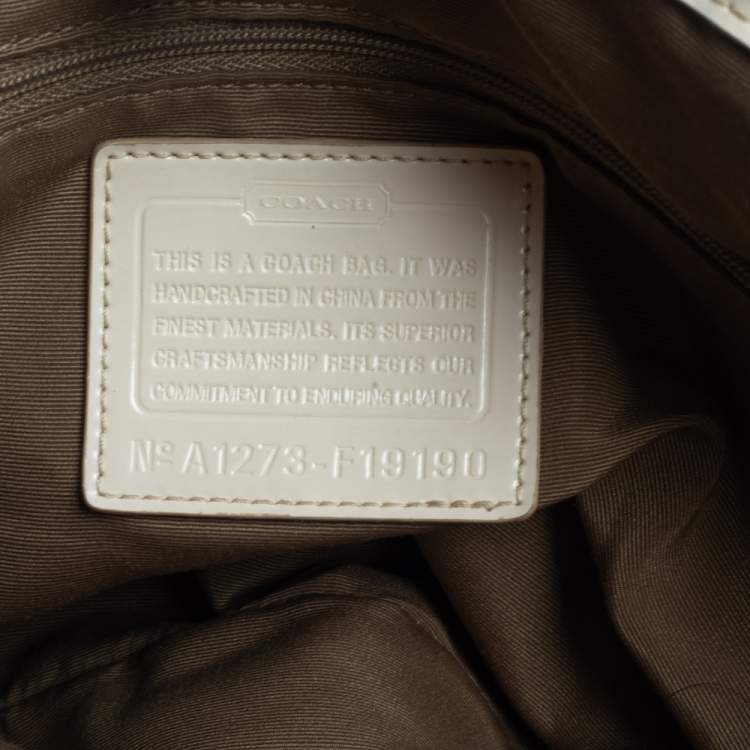 COACH
THIS IS A COACH BAG. IT WAS
HANDCRAFTED IN CHINA FROM THE
FINEST MATERIALS. ITS SUPERIOR
CRAFTSMANSHIP REFLECTS OUR
COMMITMENT TO ENDURING QUALITY.
Nº A1273-F19190